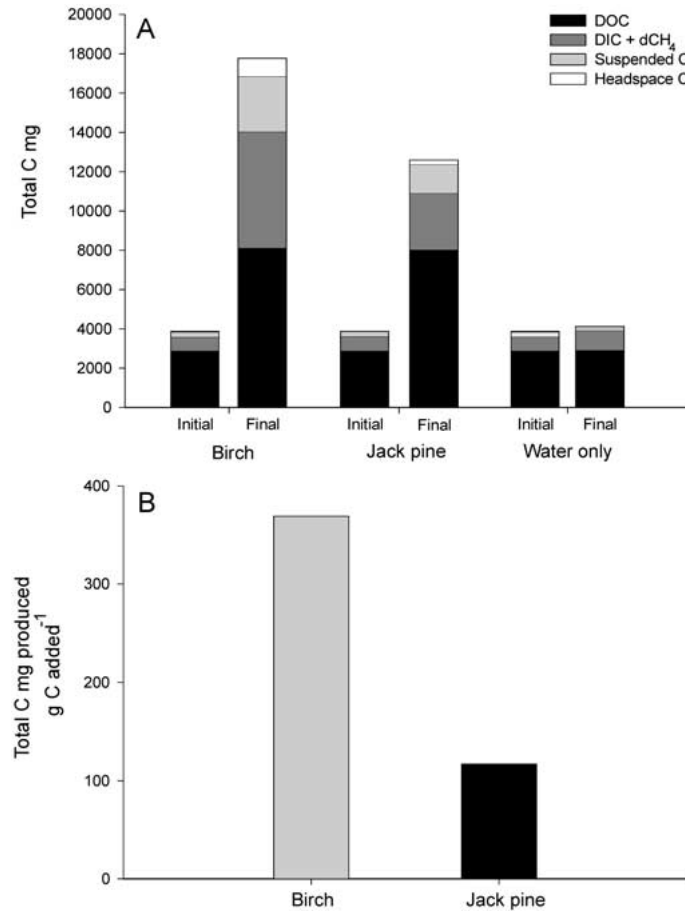 A
DOC
DIC + dCH₄
Suspended C
Headspace C
20000
18000
16000
14000
12000
10000
8000
6000
4000
2000
0
Total C mg
Initial Final Initial Final Initial Final
Birch Jack pine Water only
B
400
300
200
100
0
Total C mg produced
g C added⁻¹
Birch Jack pine